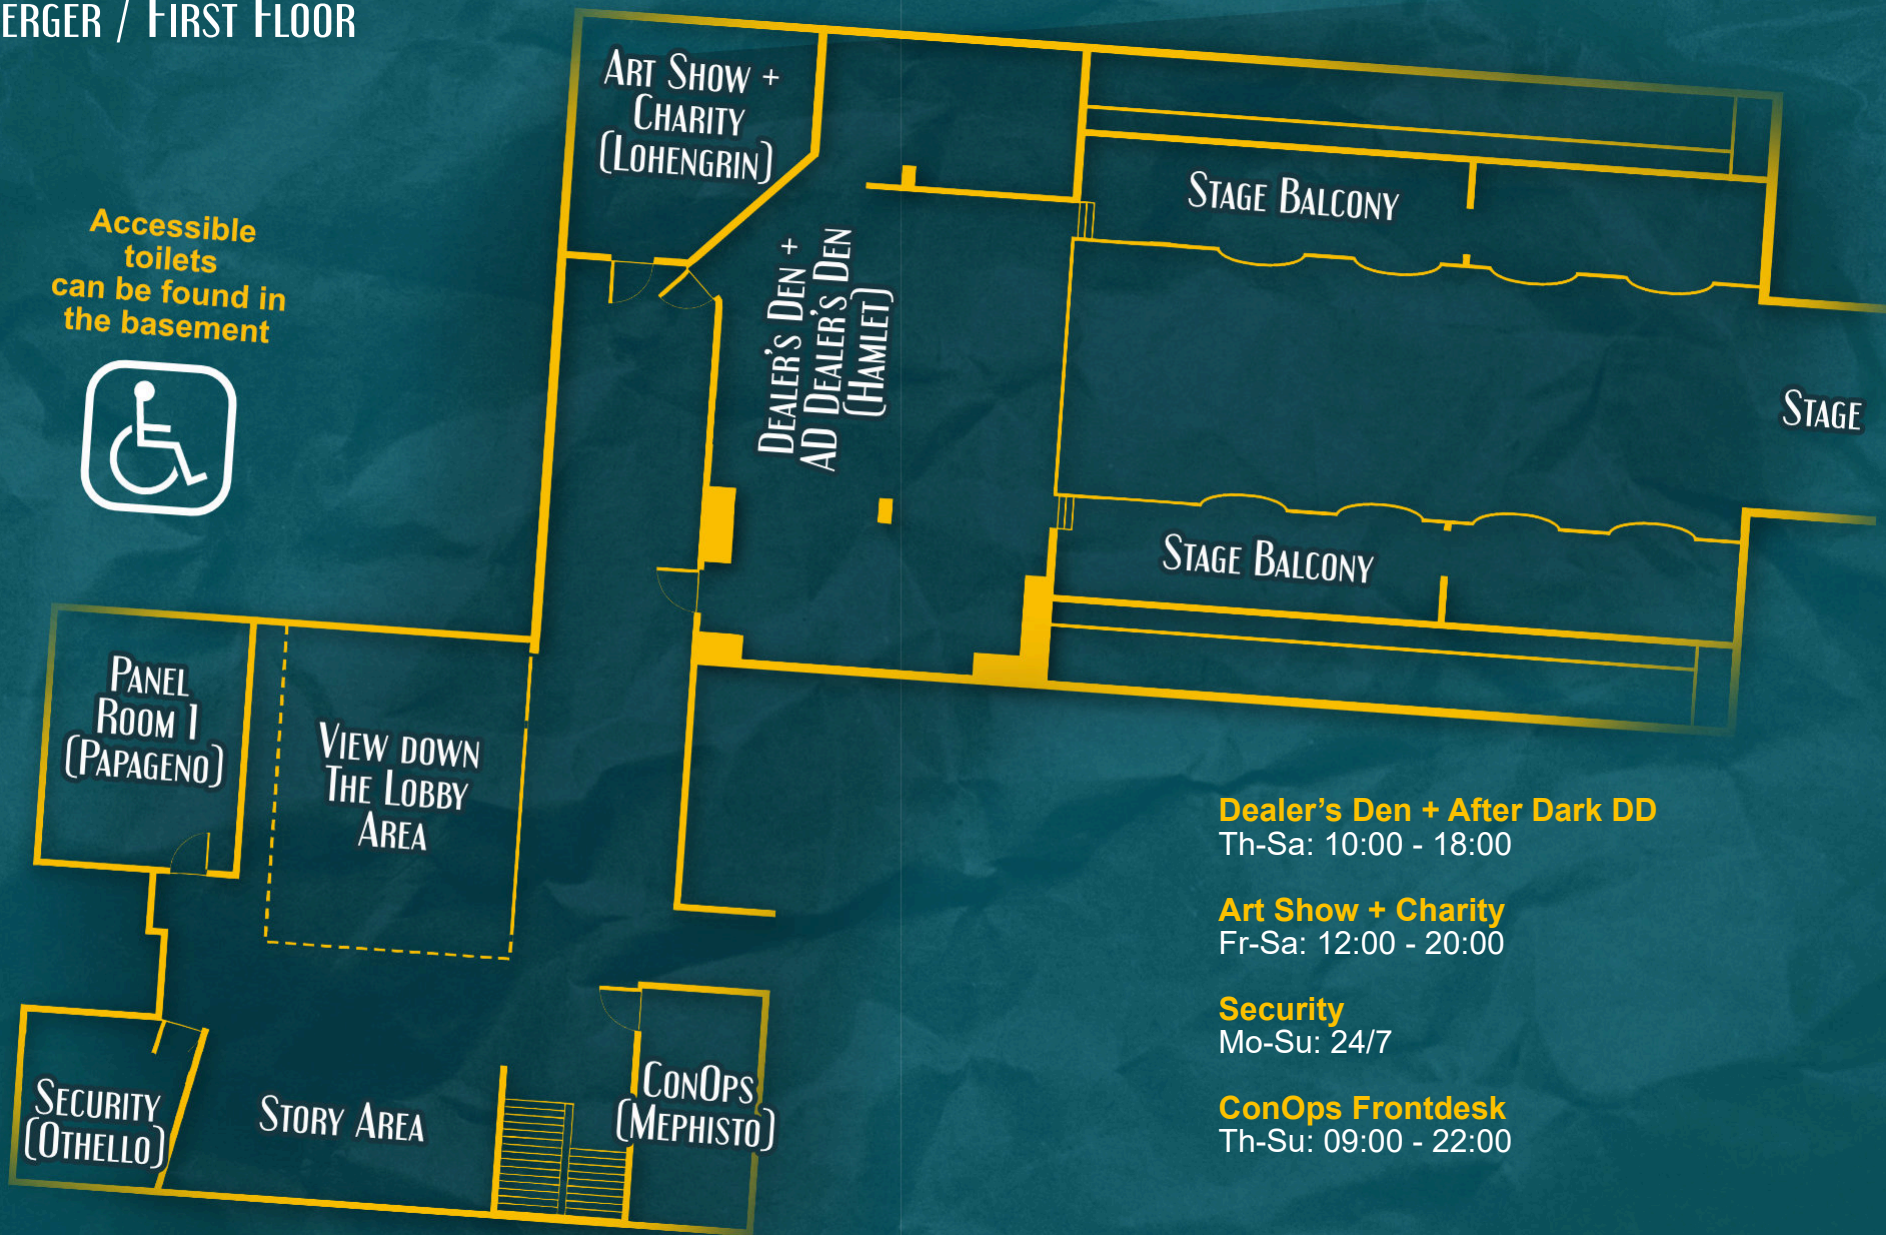 ERGER / FIRST FLOOR
ART SHOW +
CHARITY
(LOHENGRIN)
STAGE BALCONY
Accessible
toilets
can be found in
the basement
DEALER'S DEN +
AD DEALER'S DEN
(HAMLET)
STAGE
STAGE BALCONY
PANEL
ROOM 1
(PAPAGENO)
VIEW DOWN
THE LOBBY
AREA
Dealer's Den + After Dark DD
Th-Sa: 10:00 - 18:00
Art Show + Charity
Fr-Sa: 12:00 - 20:00
Security
Mo-Su: 24/7
ConOps Frontdesk
Th-Su: 09:00 - 22:00
SECURITY
(OTHELLO)
STORY AREA
CONOPS
(MEPHISTO)